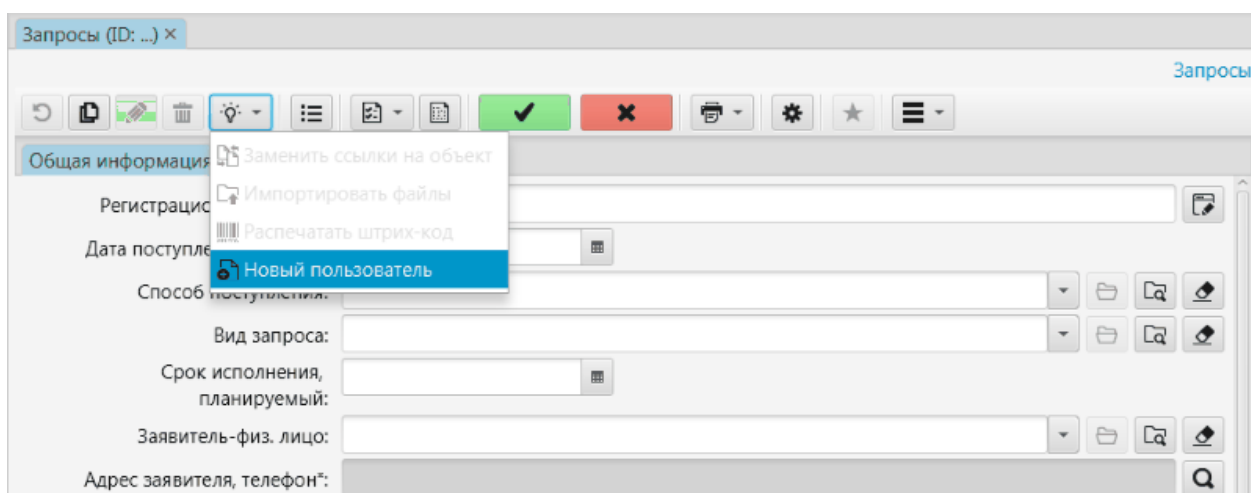 Запросы (ID: ...) ×
Запросы
Общая информация
Заменить ссылки на объект
Импортировать файлы
Распечатать штрих-код
Новый пользователь
Регистрацио
Дата поступле
Способ поступления:
Вид запроса:
Срок исполнения,
планируемый:
Заявитель-физ. лицо:
Адрес заявителя, телефон*: